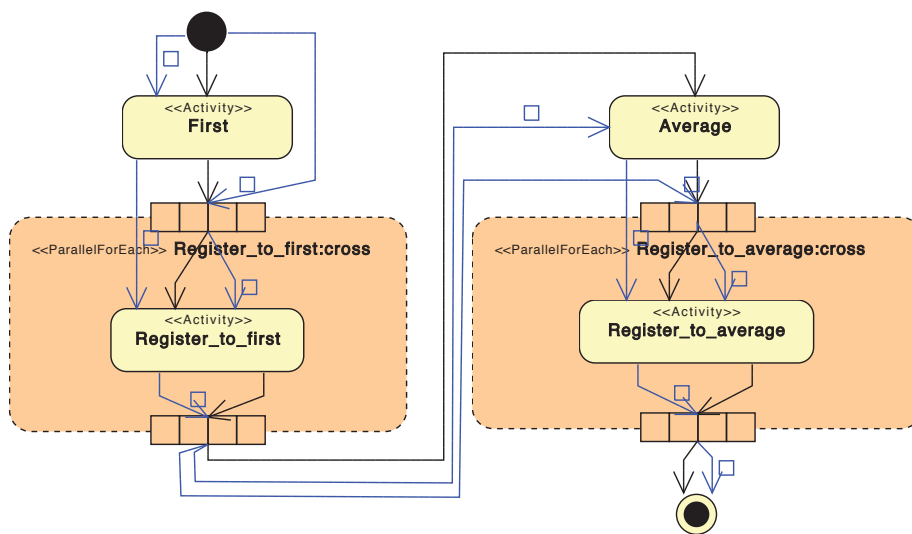 <<Activity>>
First
<<Activity>>
Average
<<ParallelForEach>> Register_to_first:cross
<<ParallelForEach>> Register_to_average:cross
<<Activity>>
Register_to_first
<<Activity>>
Register_to_average